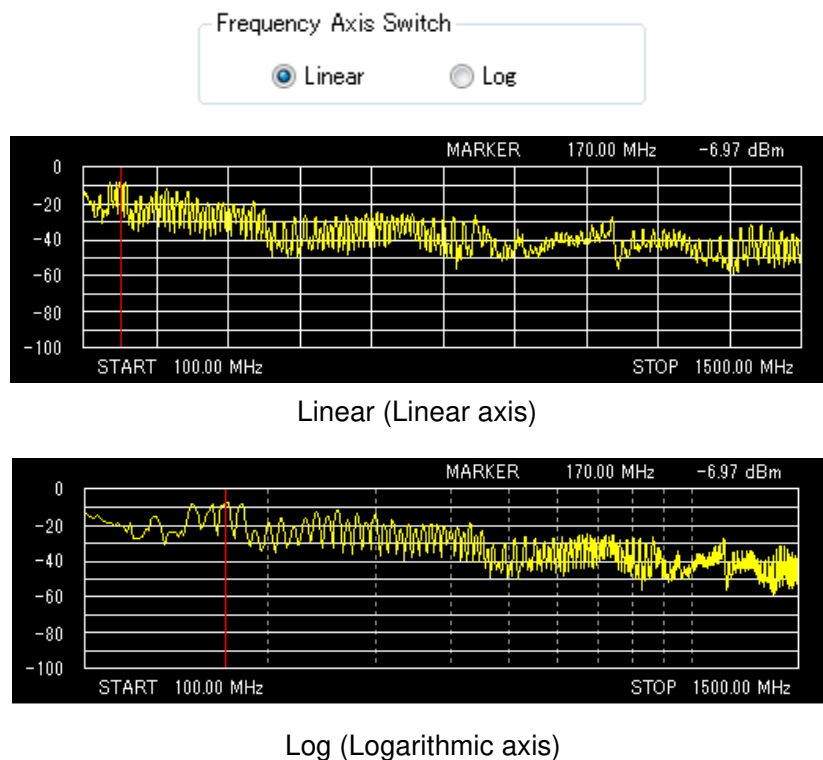 Frequency Axis Switch
Linear Log
MARKER 170.00 MHz -6.97 dBm
0
-20
-40
-60
-80
-100
START 100.00 MHz STOP 1500.00 MHz
Linear (Linear axis)
MARKER 170.00 MHz -6.97 dBm
0
-20
-40
-60
-80
-100
START 100.00 MHz STOP 1500.00 MHz
Log (Logarithmic axis)